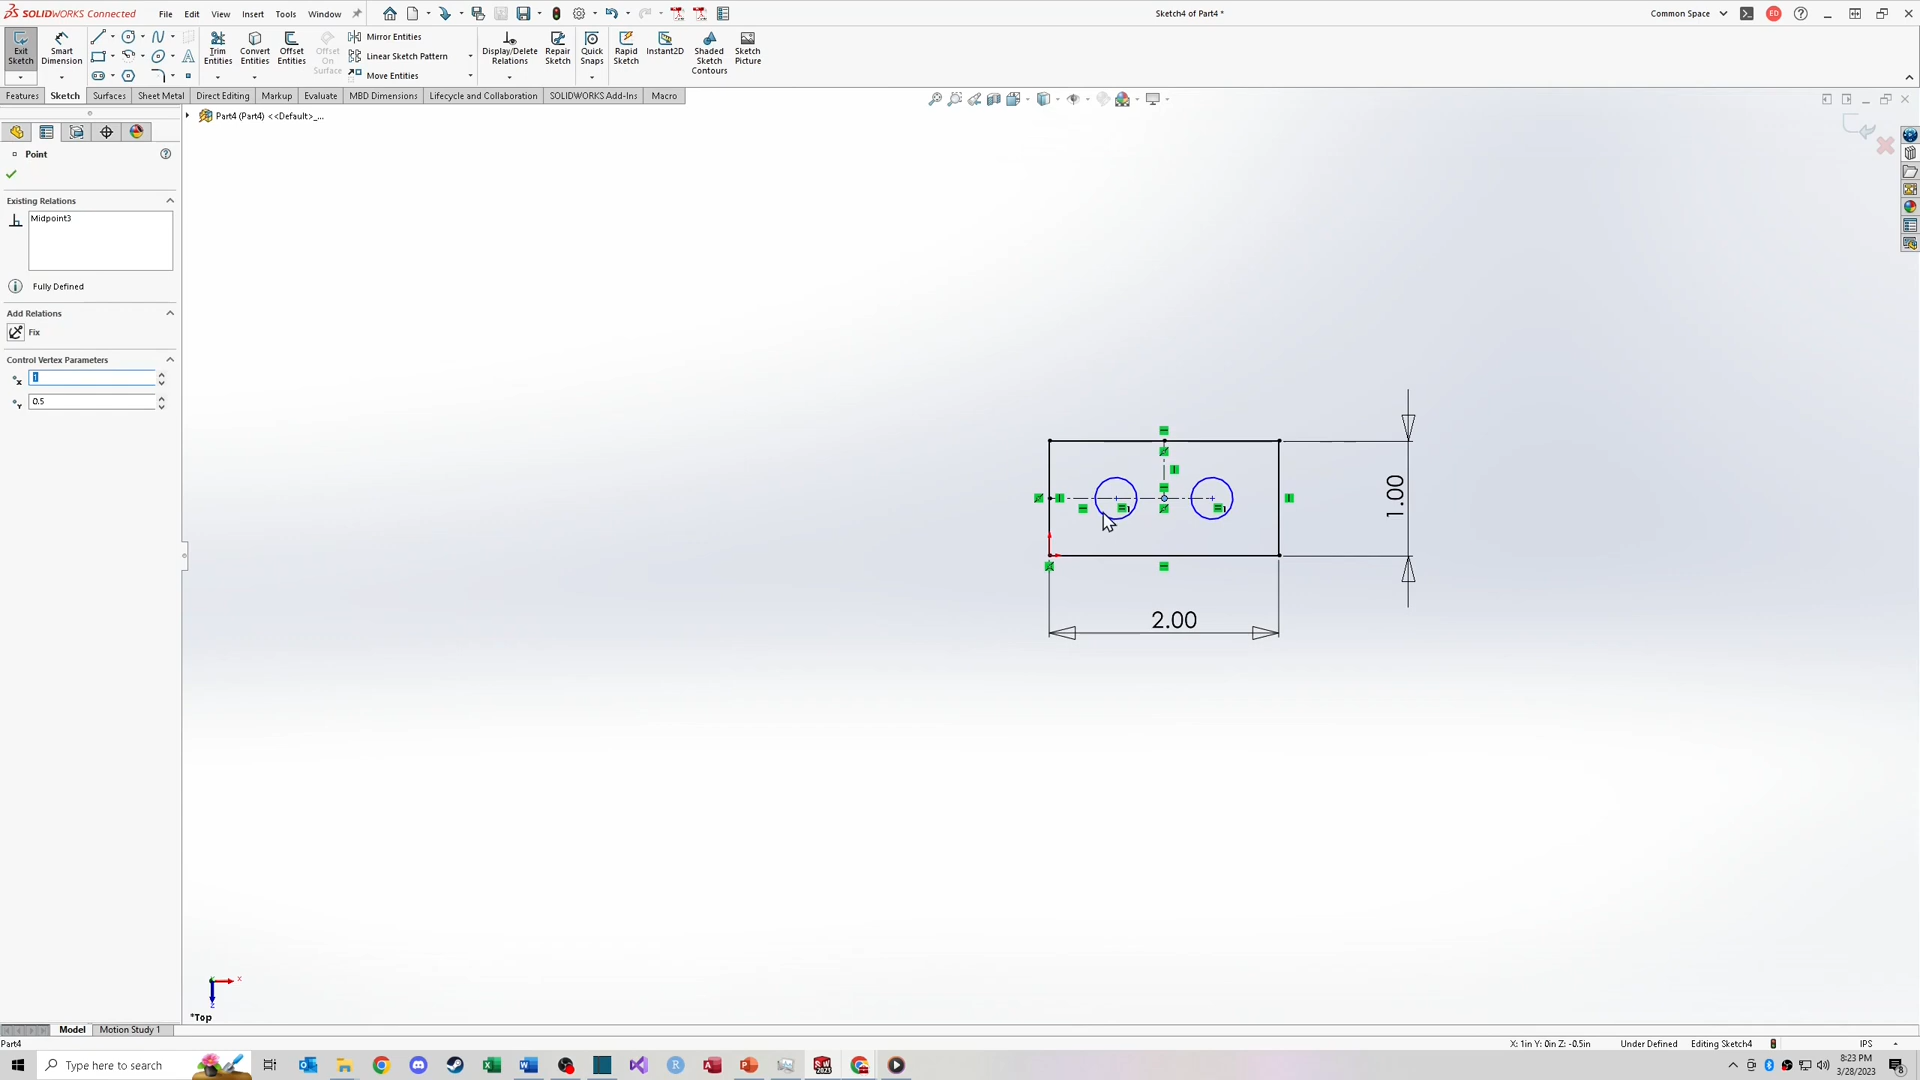 SOLIDWORKS Connected
File Edit View Insert Tools Window
Sketch4 of Part4 *
Common Space
ED
Exit Sketch
Smart Dimension
Trim Entities
Convert Entities
Offset Entities
Offset On Surface
Mirror Entities
Linear Sketch Pattern
Move Entities
Display/Delete Relations
Repair Sketch
Quick Snaps
Rapid Sketch
Instant2D
Shaded Sketch Contours
Sketch Picture
Features Sketch Surfaces Sheet Metal Direct Editing Markup Evaluate MBD Dimensions Lifecycle and Collaboration SOLIDWORKS Add-Ins Macro
Part4 (Part4) <<Default>_...
Point
Existing Relations
Midpoint3
Fully Defined
Add Relations
Fix
Control Vertex Parameters
x
1
Y
0.5
1.00
2.00
1
1
x
z
*Top
Model Motion Study 1
Part4
X: 1in Y: 0in Z: -0.5in
Under Defined
Editing Sketch4
IPS
Type here to search
8:23 PM
3/28/2023
8